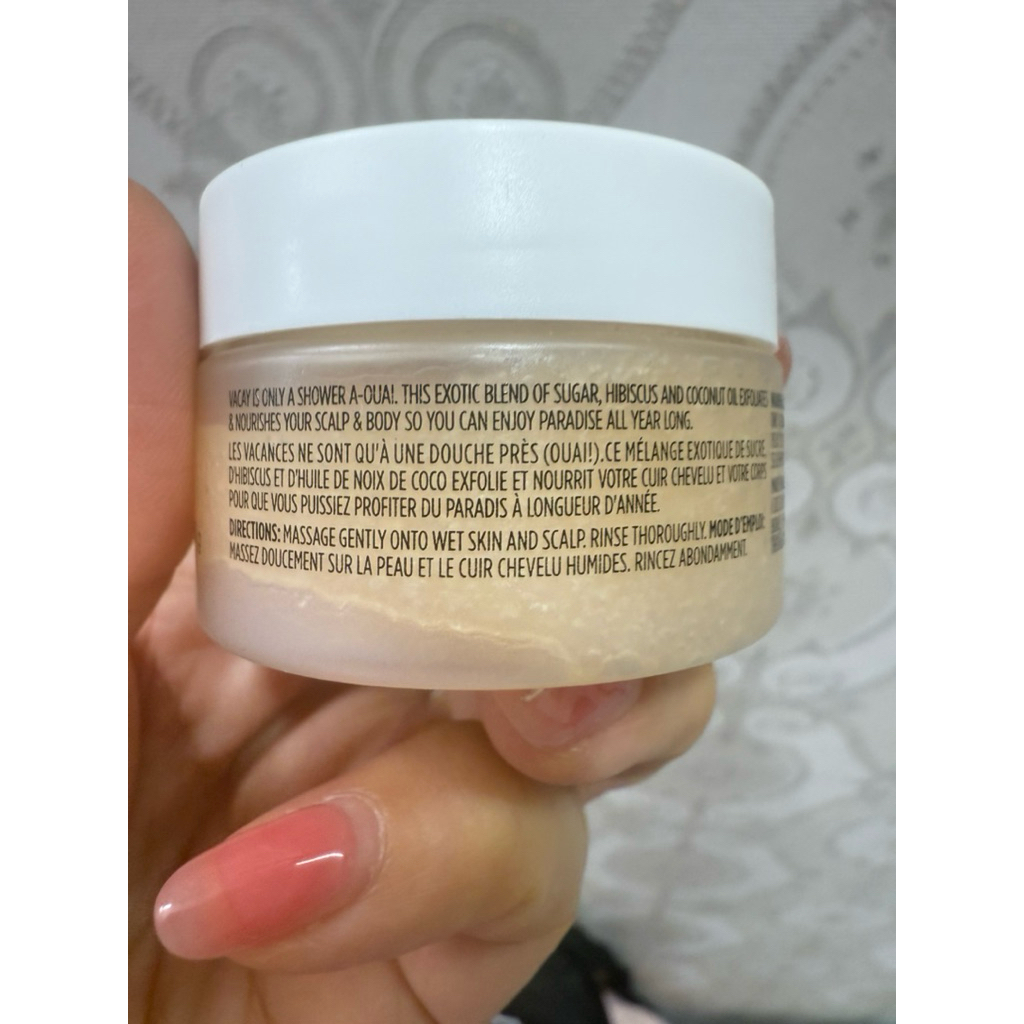 VACAY IS ONLY A SHOWER A-OUAI. THIS EXOTIC BLEND OF SUGAR, HIBISCUS AND COCONUT OIL EXFOLIATES
& NOURISHES YOUR SCALP & BODY SO YOU CAN ENJOY PARADISE ALL YEAR LONG.
LES VACANCES NE SONT QU'À UNE DOUCHE PRÈS (OUAI!).CE MÉLANGE EXOTIQUE DE SUCRE,
D'HIBISCUS ET D'HUILE DE NOIX DE COCO EXFOLIE ET NOURRIT VOTRE CUIR CHEVELU ET VOTRE CORPS
POUR QUE VOUS PUISSIEZ PROFITER DU PARADIS À LONGUEUR D'ANNÉE.
DIRECTIONS: MASSAGE GENTLY ONTO WET SKIN AND SCALP. RINSE THOROUGHLY. MODE D'EMPLOI:
MASSEZ DOUCEMENT SUR LA PEAU ET LE CUIR CHEVELU HUMIDES. RINCEZ ABONDAMMENT.